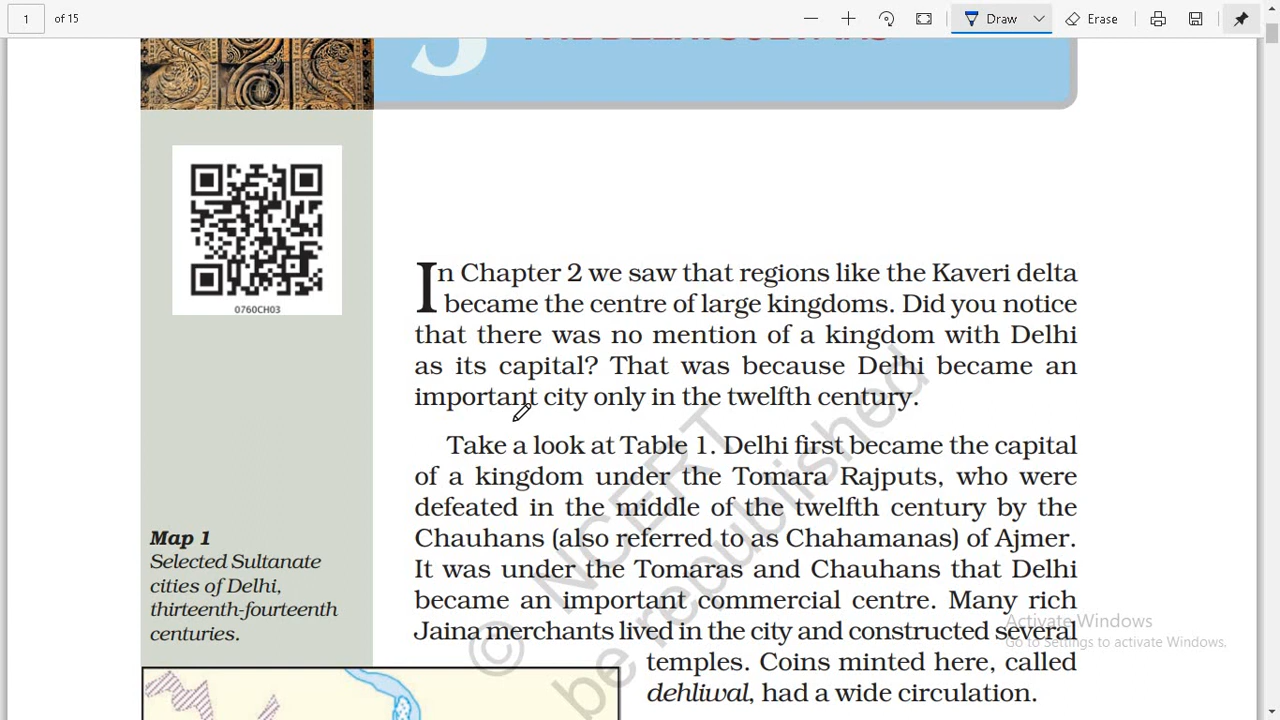 1 of 15 Draw Erase
3 THE DELHI SULTANS
0760CH03
In Chapter 2 we saw that regions like the Kaveri delta
became the centre of large kingdoms. Did you notice
that there was no mention of a kingdom with Delhi
as its capital? That was because Delhi became an
important city only in the twelfth century.
Take a look at Table 1. Delhi first became the capital
of a kingdom under the Tomara Rajputs, who were
defeated in the middle of the twelfth century by the
Chauhans (also referred to as Chahamanas) of Ajmer.
It was under the Tomaras and Chauhans that Delhi
became an important commercial centre. Many rich
Jaina merchants lived in the city and constructed several
temples. Coins minted here, called
dehliwal, had a wide circulation.
Map 1
Selected Sultanate
cities of Delhi,
thirteenth-fourteenth
centuries.
© NCERT
be republished
Activate Windows
Go to Settings to activate Windows.